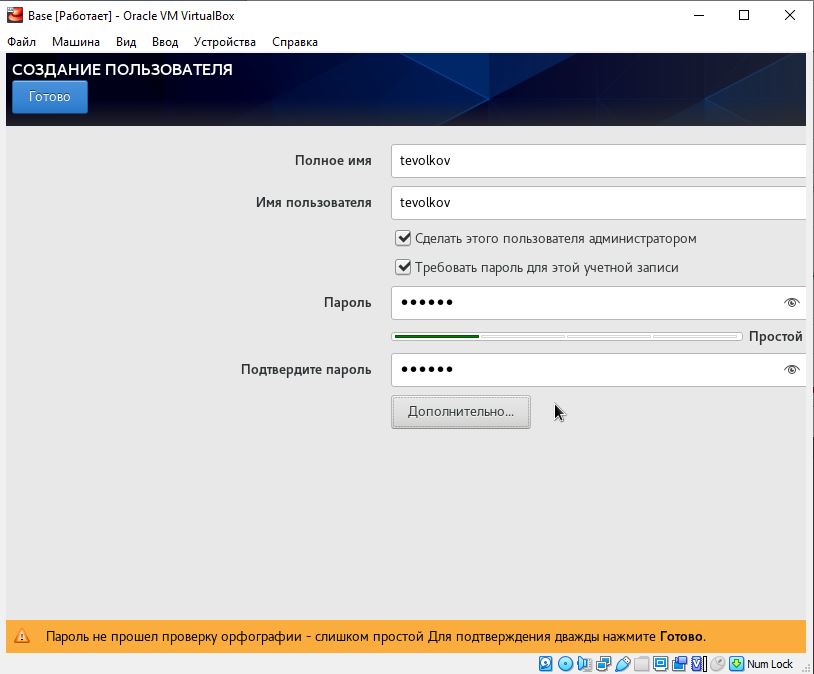 Base [Работает] - Oracle VM VirtualBox
Файл Машина Вид Ввод Устройства Справка
СОЗДАНИЕ ПОЛЬЗОВАТЕЛЯ
Готово
Полное имя tevolkov
Имя пользователя tevolkov
Сделать этого пользователя администратором
Требовать пароль для этой учетной записи
Пароль ••••••
Простой
Подтвердите пароль ••••••
Дополнительно...
Пароль не прошел проверку орфографии - слишком простой Для подтверждения дважды нажмите Готово.
Num Lock